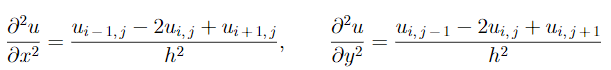 ∂²u/∂x² = (u_{i−1,j} − 2u_{i,j} + u_{i+1,j})/h², ∂²u/∂y² = (u_{i,j−1} − 2u_{i,j} + u_{i,j+1})/h²